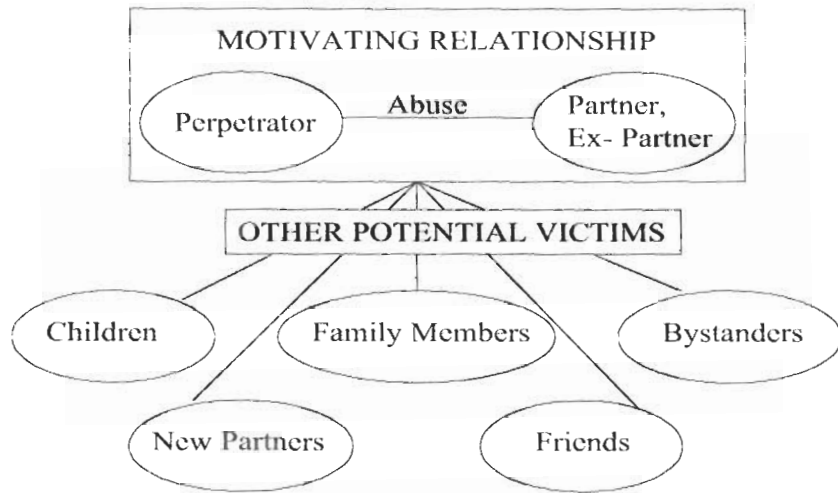 MOTIVATING RELATIONSHIP
Perpetrator
Abuse
Partner,
Ex- Partner
OTHER POTENTIAL VICTIMS
Children
Family Members
Bystanders
New Partners
Friends